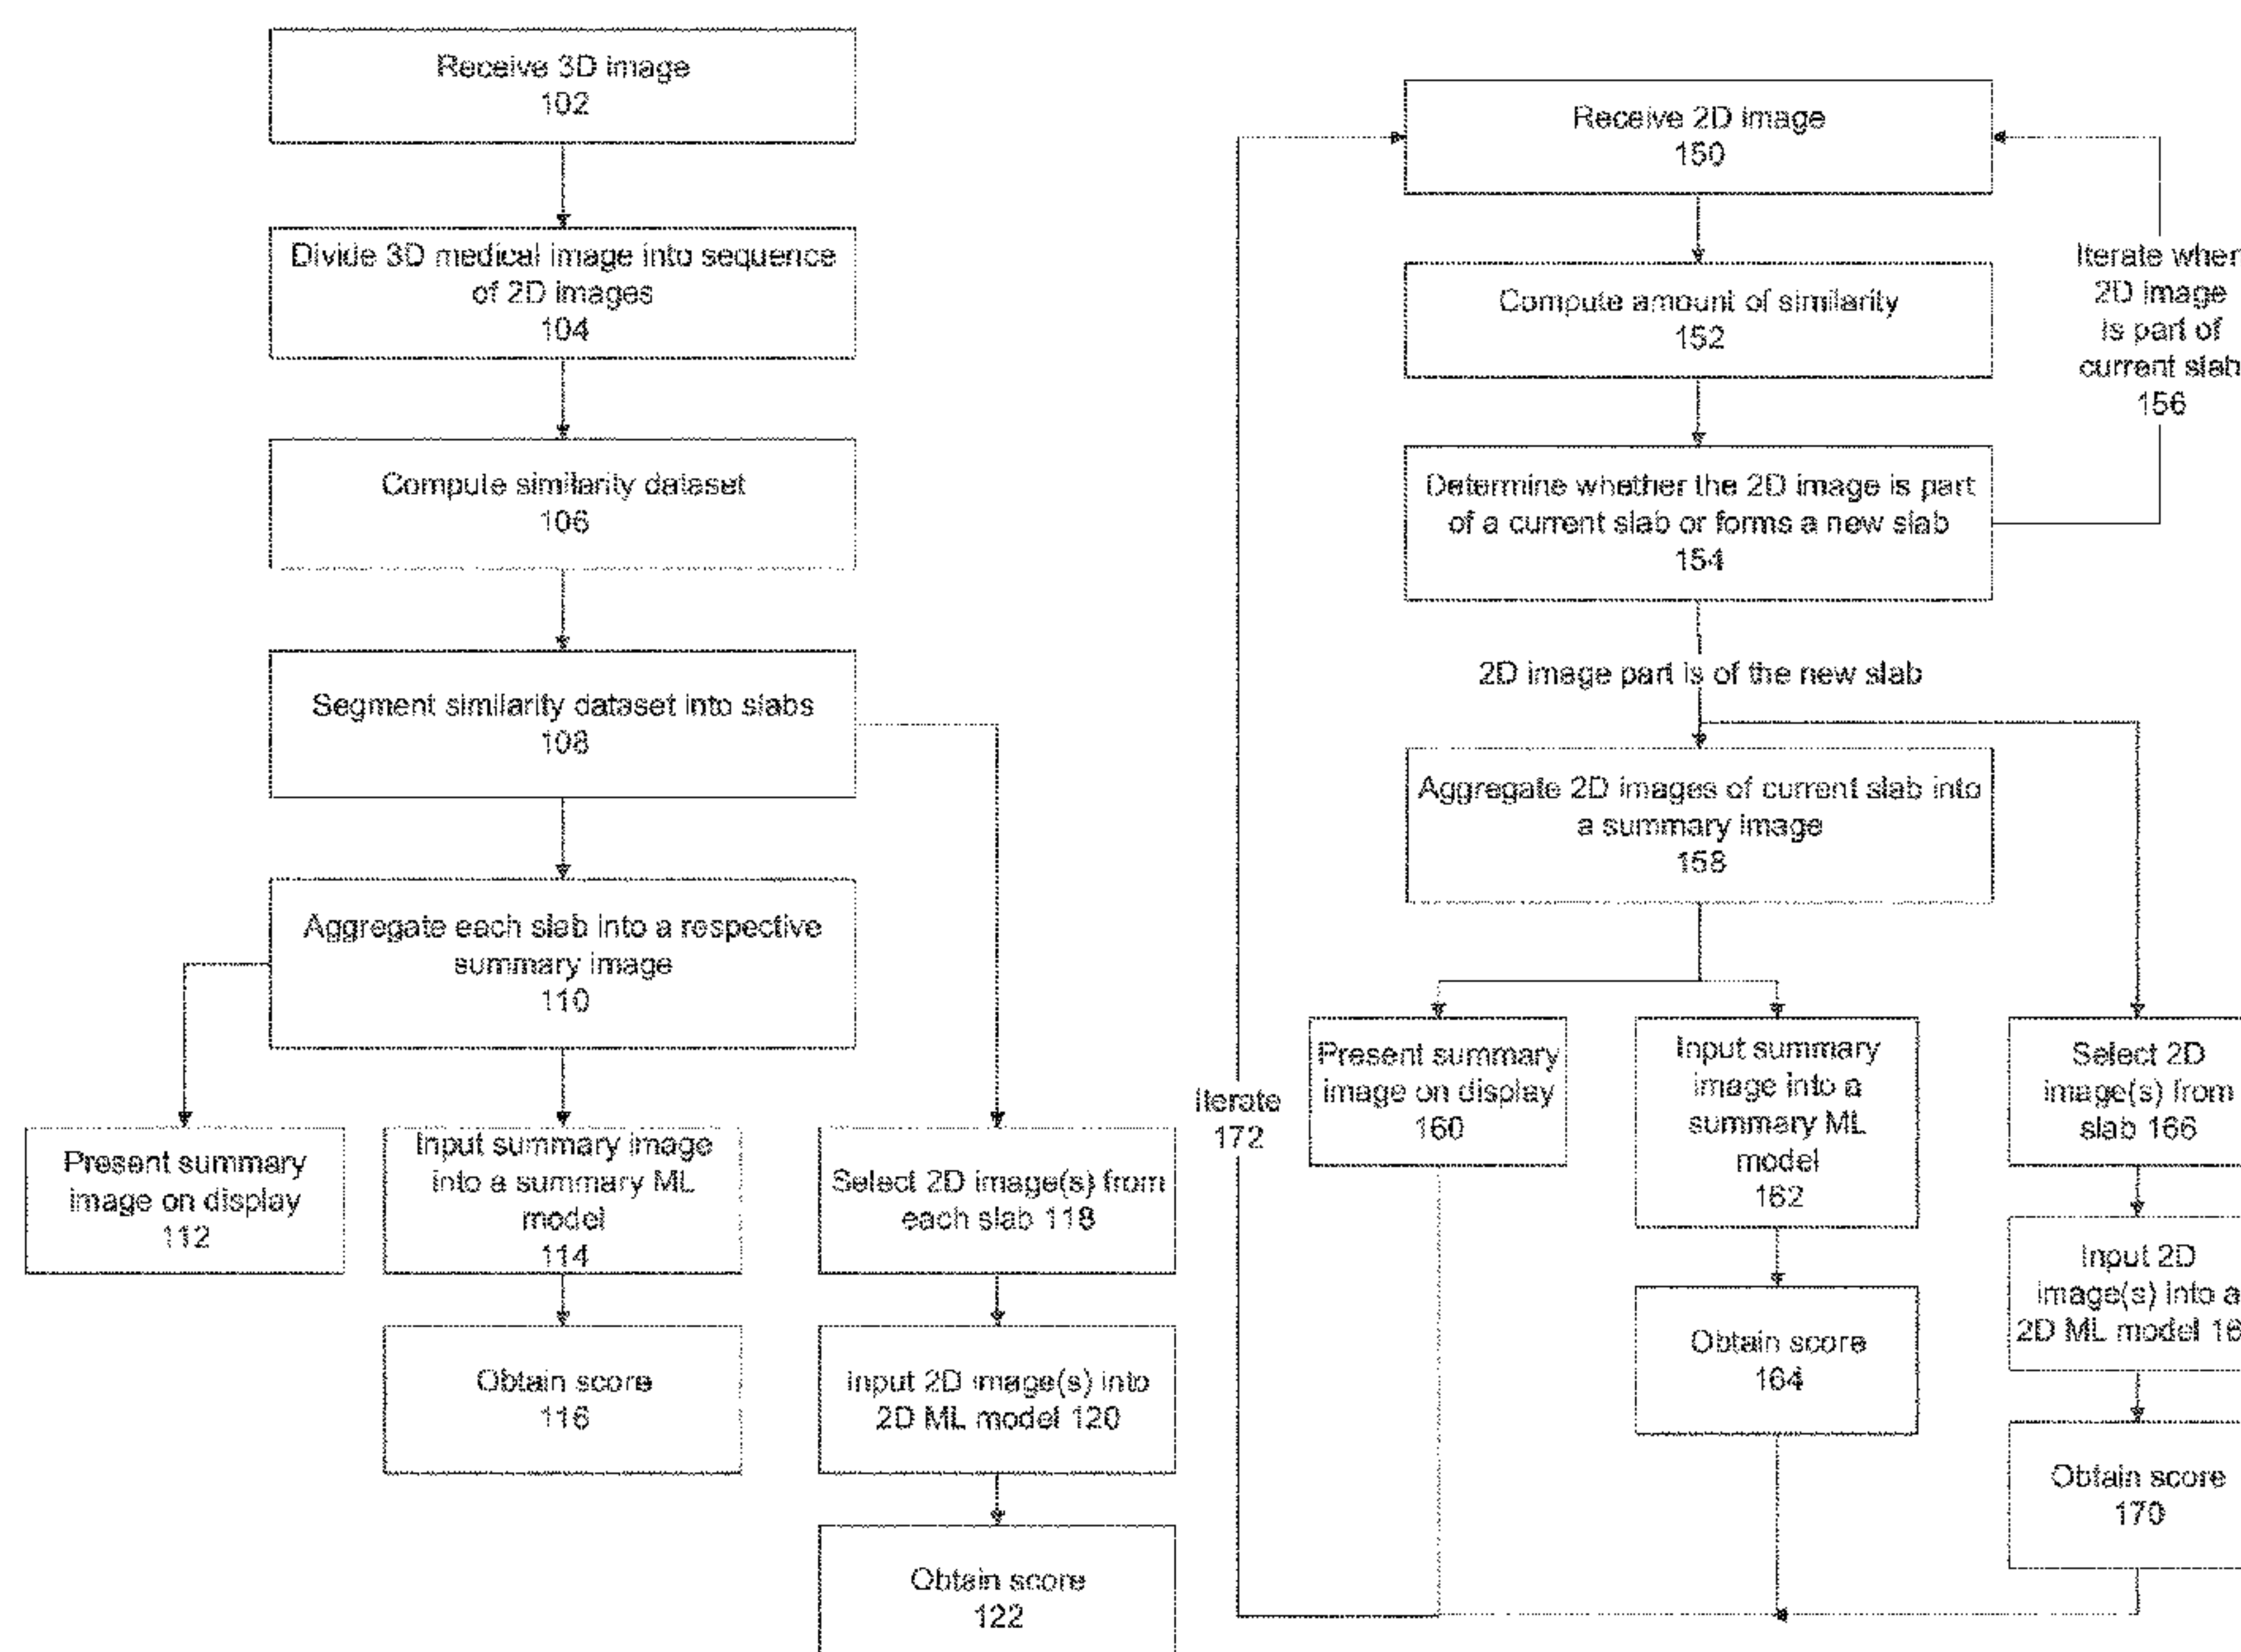 Receive 3D image
102
Divide 3D medical image into sequence
of 2D images
104
Compute similarity dataset
106
Segment similarity dataset into slabs
108
Aggregate each slab into a respective
summary image
110
Present summary
image on display
112
Input summary image
into a summary ML
model
114
Obtain score
116
Select 2D image(s) from
each slab 118
Input 2D image(s) into
2D ML model 120
Obtain score
122
Receive 2D image
150
Compute amount of similarity
152
Determine whether the 2D image is part
of a current slab or forms a new slab
154
Iterate when
2D image
is part of
current slab
156
2D image part is of the new slab
Aggregate 2D images of current slab into
a summary image
158
Present summary
image on display
160
Input summary
image into a
summary ML
model
162
Obtain score
164
Select 2D
image(s) from
slab 166
Input 2D
image(s) into a
2D ML model 16
Obtain score
170
Iterate
172